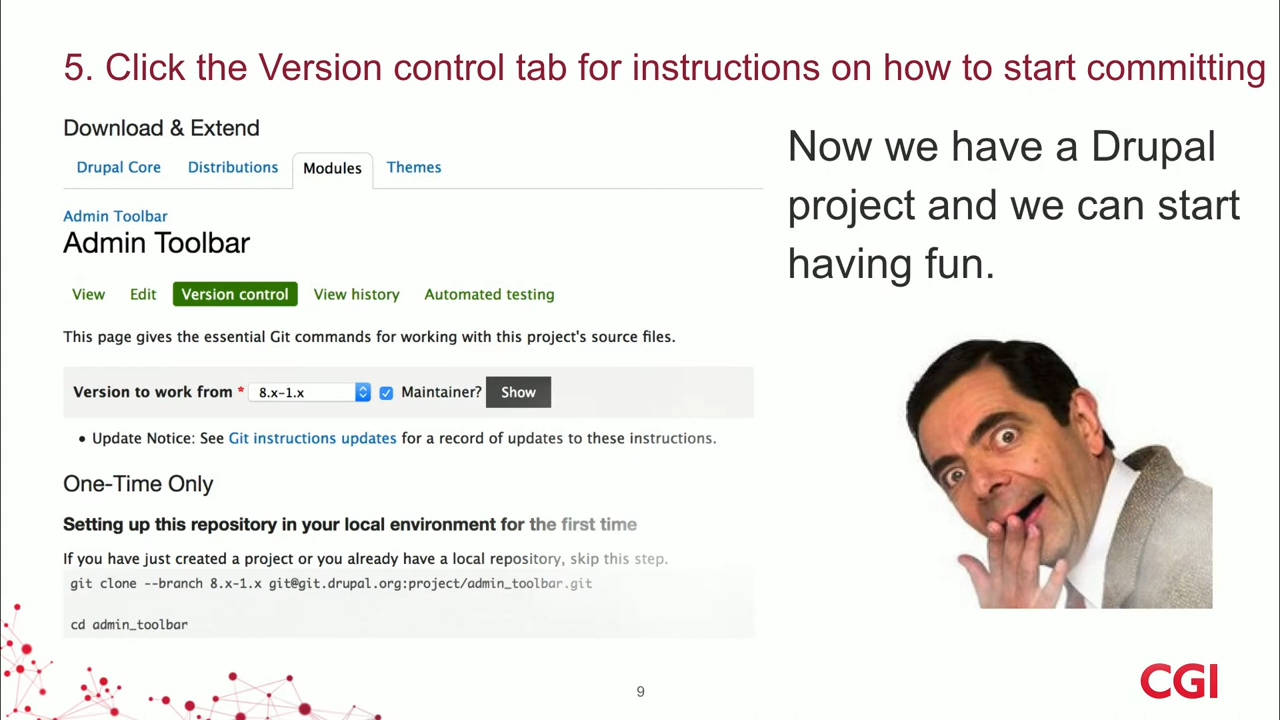 5. Click the Version control tab for instructions on how to start committing
Download & Extend
Drupal Core Distributions Modules Themes
Admin Toolbar
Admin Toolbar
View Edit Version control View history Automated testing
This page gives the essential Git commands for working with this project's source files.
Version to work from * 8.x-1.x Maintainer? Show
• Update Notice: See Git instructions updates for a record of updates to these instructions.
One-Time Only
Setting up this repository in your local environment for the first time
If you have just created a project or you already have a local repository, skip this step.
git clone --branch 8.x-1.x git@git.drupal.org:project/admin_toolbar.git
cd admin_toolbar
Now we have a Drupal
project and we can start
having fun.
9
CGI